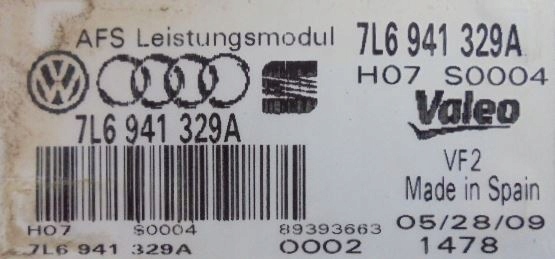 AFS Leistungsmodul 7L6 941 329A
H07 S0004
7L6 941 329A
Valeo
VF2
Made in Spain
H07 S0004 89393663 05/28/09
7L6 941 329A 0002 1478